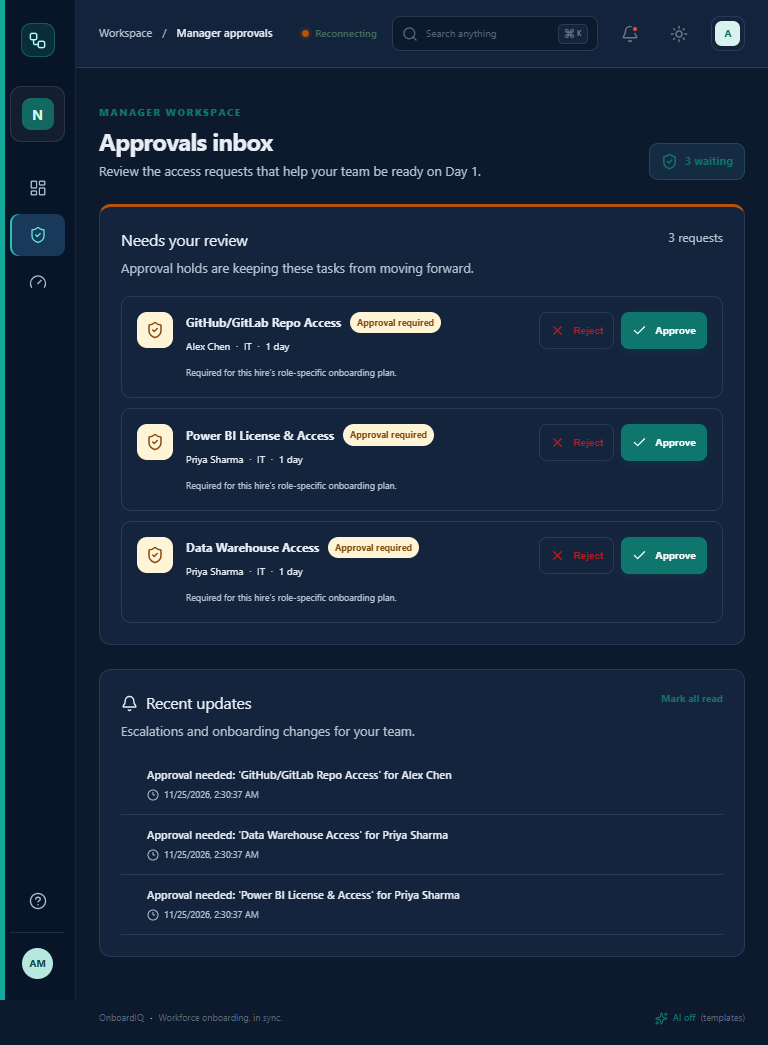 Workspace / Manager approvals
Reconnecting
Search anything
⌘ K
A
N
MANAGER WORKSPACE
Approvals inbox
Review the access requests that help your team be ready on Day 1.
3 waiting
Needs your review
3 requests
Approval holds are keeping these tasks from moving forward.
GitHub/GitLab Repo Access Approval required
Alex Chen · IT · 1 day
Required for this hire's role-specific onboarding plan.
Reject
Approve
Power BI License & Access Approval required
Priya Sharma · IT · 1 day
Required for this hire's role-specific onboarding plan.
Reject
Approve
Data Warehouse Access Approval required
Priya Sharma · IT · 1 day
Required for this hire's role-specific onboarding plan.
Reject
Approve
Recent updates
Mark all read
Escalations and onboarding changes for your team.
Approval needed: 'GitHub/GitLab Repo Access' for Alex Chen
11/25/2026, 2:30:37 AM
Approval needed: 'Data Warehouse Access' for Priya Sharma
11/25/2026, 2:30:37 AM
Approval needed: 'Power BI License & Access' for Priya Sharma
11/25/2026, 2:30:37 AM
AM
OnboardIQ · Workforce onboarding, in sync.
AI off (templates)